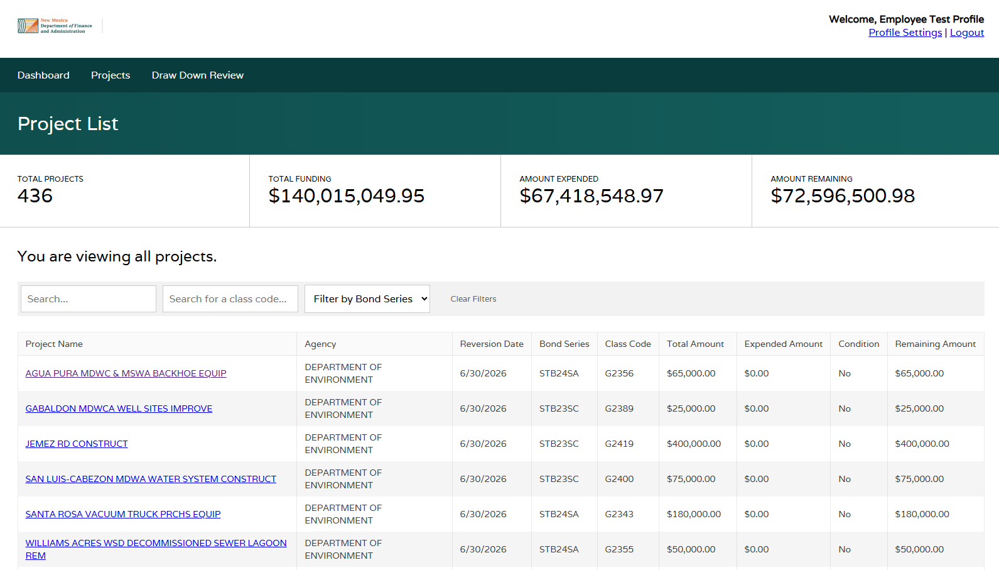 New Mexico
Department of Finance
and Administration
Welcome, Employee Test Profile
Profile Settings | Logout
Dashboard Projects Draw Down Review
Project List
TOTAL PROJECTS
436
TOTAL FUNDING
$140,015,049.95
AMOUNT EXPENDED
$67,418,548.97
AMOUNT REMAINING
$72,596,500.98
You are viewing all projects.
Search... Search for a class code... Filter by Bond Series Clear Filters
Project Name Agency Reversion Date Bond Series Class Code Total Amount Expended Amount Condition Remaining Amount
AGUA PURA MDWC & MSWA BACKHOE EQUIP DEPARTMENT OF ENVIRONMENT 6/30/2026 STB24SA G2356 $65,000.00 $0.00 No $65,000.00
GABALDON MDWCA WELL SITES IMPROVE DEPARTMENT OF ENVIRONMENT 6/30/2026 STB23SC G2389 $25,000.00 $0.00 No $25,000.00
JEMEZ RD CONSTRUCT DEPARTMENT OF ENVIRONMENT 6/30/2026 STB23SC G2419 $400,000.00 $0.00 No $400,000.00
SAN LUIS-CABEZON MDWA WATER SYSTEM CONSTRUCT DEPARTMENT OF ENVIRONMENT 6/30/2026 STB23SC G2400 $75,000.00 $0.00 No $75,000.00
SANTA ROSA VACUUM TRUCK PRCHS EQUIP DEPARTMENT OF ENVIRONMENT 6/30/2026 STB24SA G2343 $180,000.00 $0.00 No $180,000.00
WILLIAMS ACRES WSD DECOMMISSIONED SEWER LAGOON REM DEPARTMENT OF ENVIRONMENT 6/30/2026 STB24SA G2355 $50,000.00 $0.00 No $50,000.00